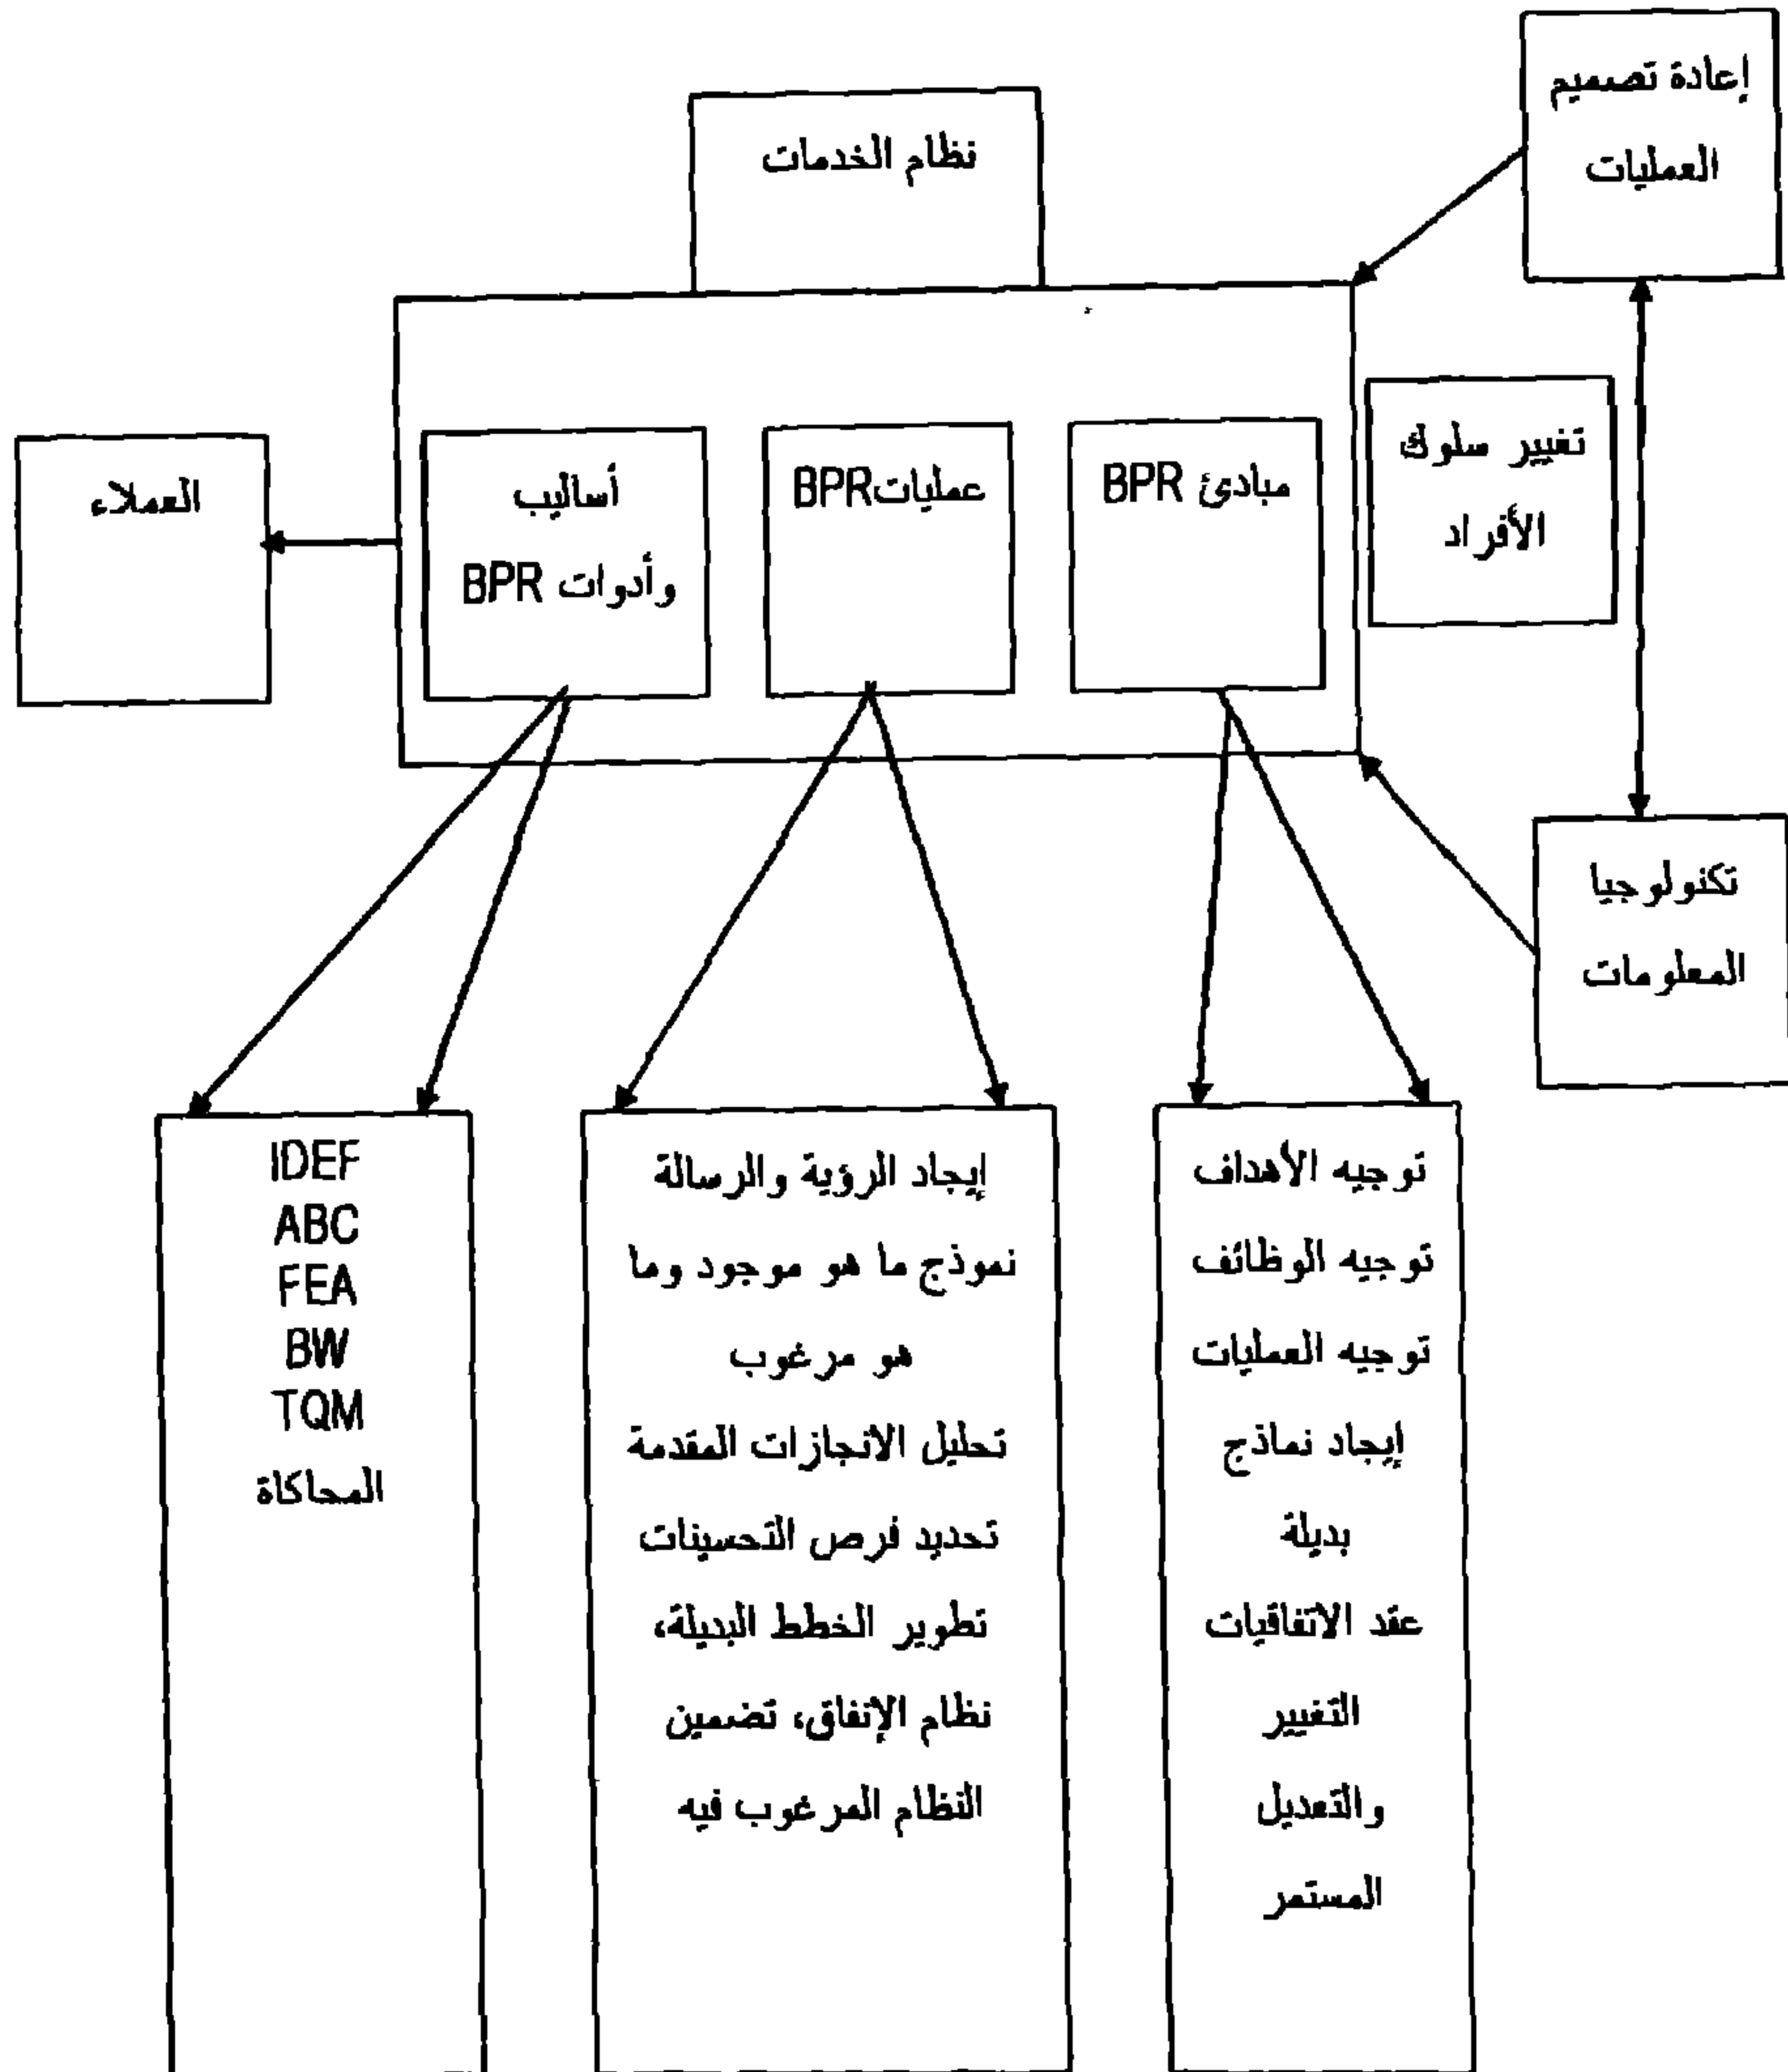 إعادة تصميم
العمليات
نظام الخدمات
تغيير سلوك
الأفراد
مبادئ BPR
عمليات BPR
أساليب
وأدوات BPR
العملاء
تكنولوجيا
المعلومات
توجيه الأهداف
توجيه الوظائف
توجيه العمليات
إيجاد نماذج
بديلة
عقد الاتفاقيات
التغيير
والتعديل
المستمر
إيجاد الرؤية والرسالة
نموذج ما هو موجود وما
هو مرغوب
تحليل الانجازات المقدمة
تحديد فرص التحسينات
تطوير الخطط البديلة،
نظام الإنفاق، تضمين
النظام المرغوب فيه
IDEF
ABC
FEA
BW
TQM
المحاكاة